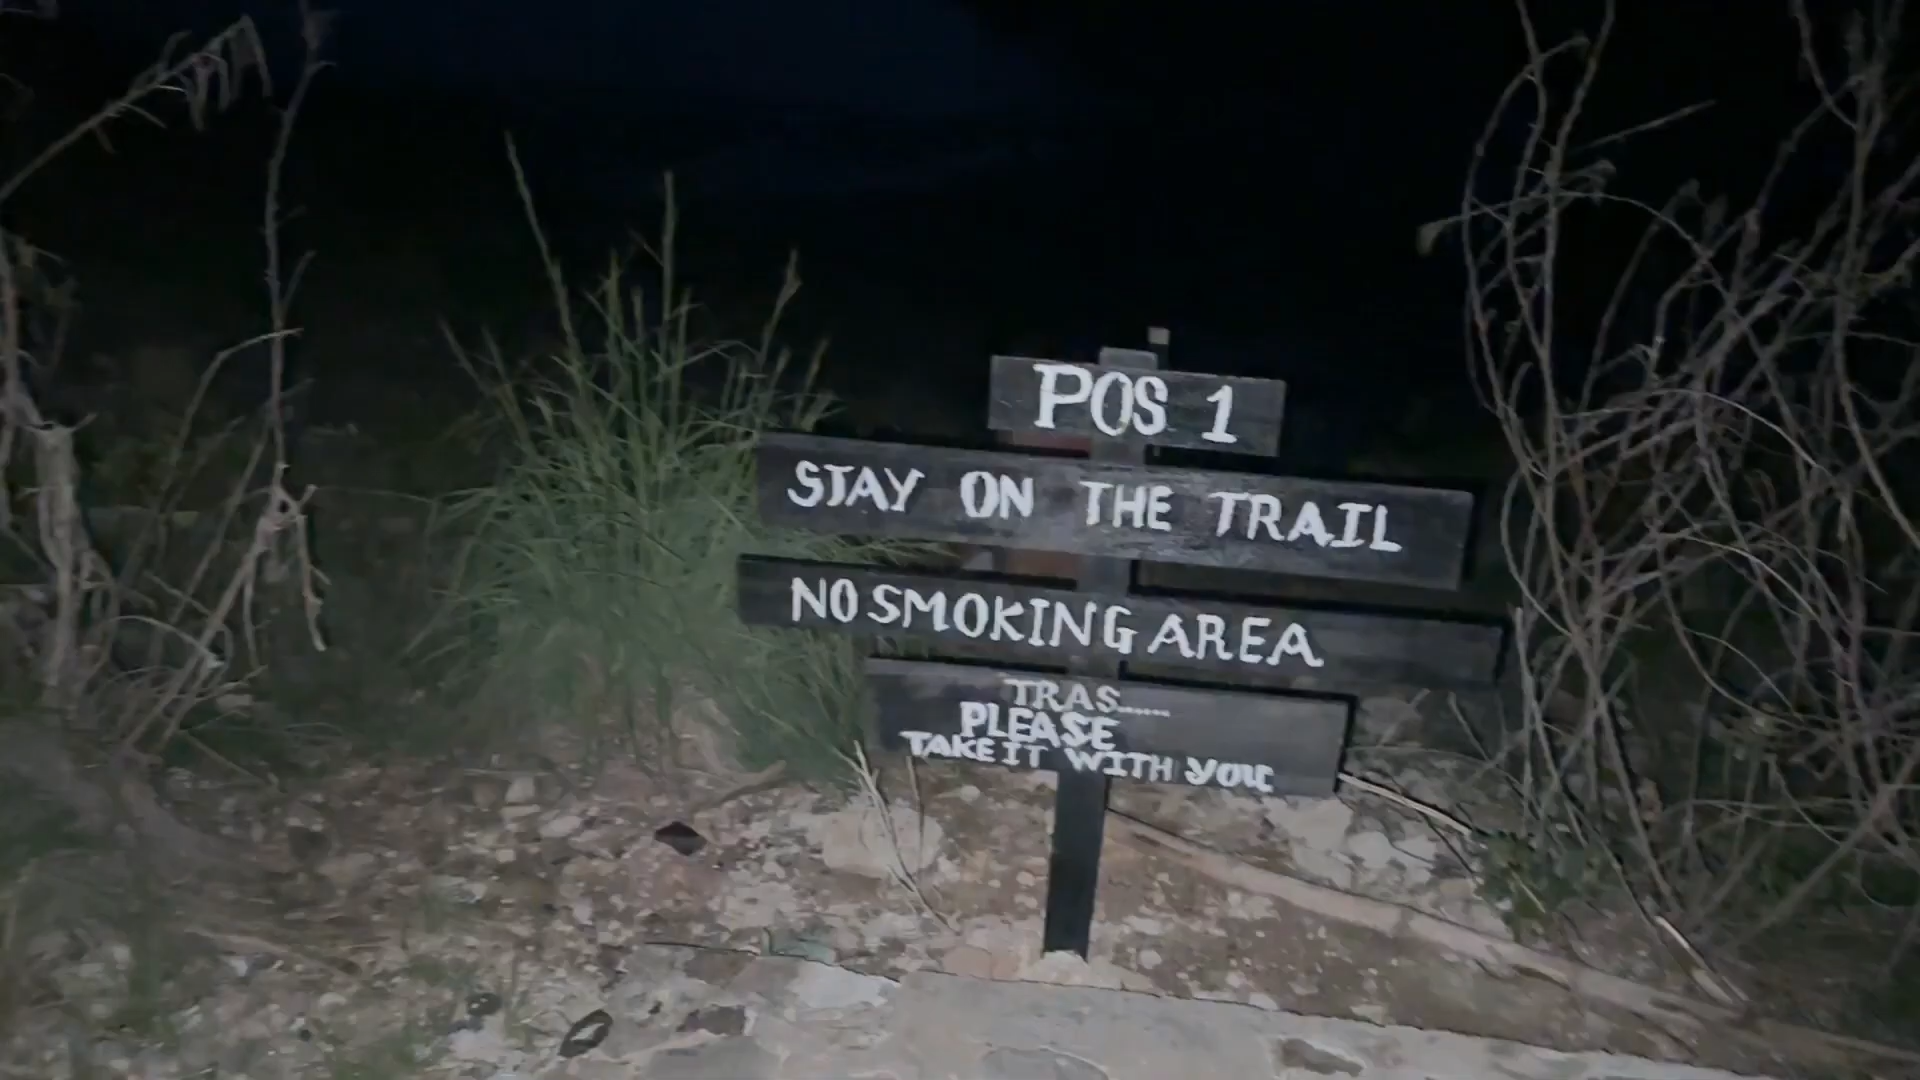 POS 1
STAY ON THE TRAIL
NO SMOKING AREA
TRAS......
PLEASE
TAKE IT WITH YOU